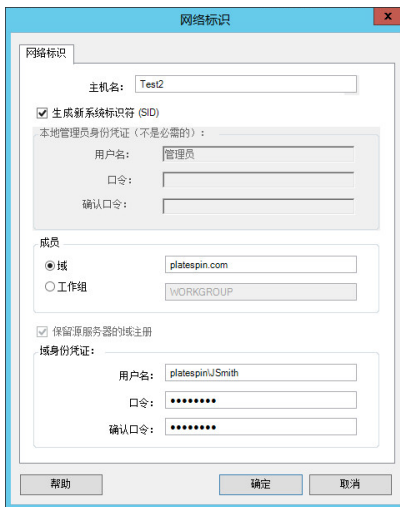 网络标识
x
网络标识
主机名: Test2
生成新系统标识符 (SID)
本地管理员身份凭证（不是必需的）:
用户名: 管理员
口令:
确认口令:
成员
域 platespin.com
工作组 WORKGROUP
保留源服务器的域注册
域身份凭证:
用户名: platespin\JSmith
口令: ●●●●●●●●
确认口令: ●●●●●●●●
帮助 确定 取消